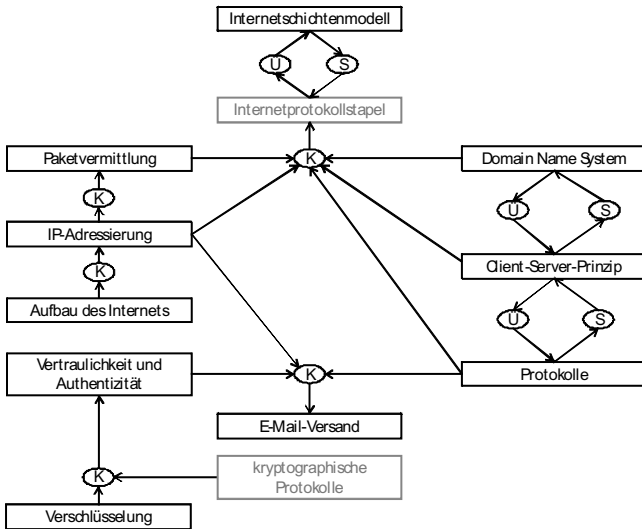 Internetschichtenmodell
Ü
S
Internetprotokollstapel
Paketvermittlung
K
Domain Name System
K
Ü
S
IP-Adressierung
Client-Server-Prinzip
K
Aufbau des Internets
Ü
S
Vertraulichkeit und
Authentizität
K
Protokolle
E-Mail-Versand
kryptographische
Protokolle
K
Verschlüsselung